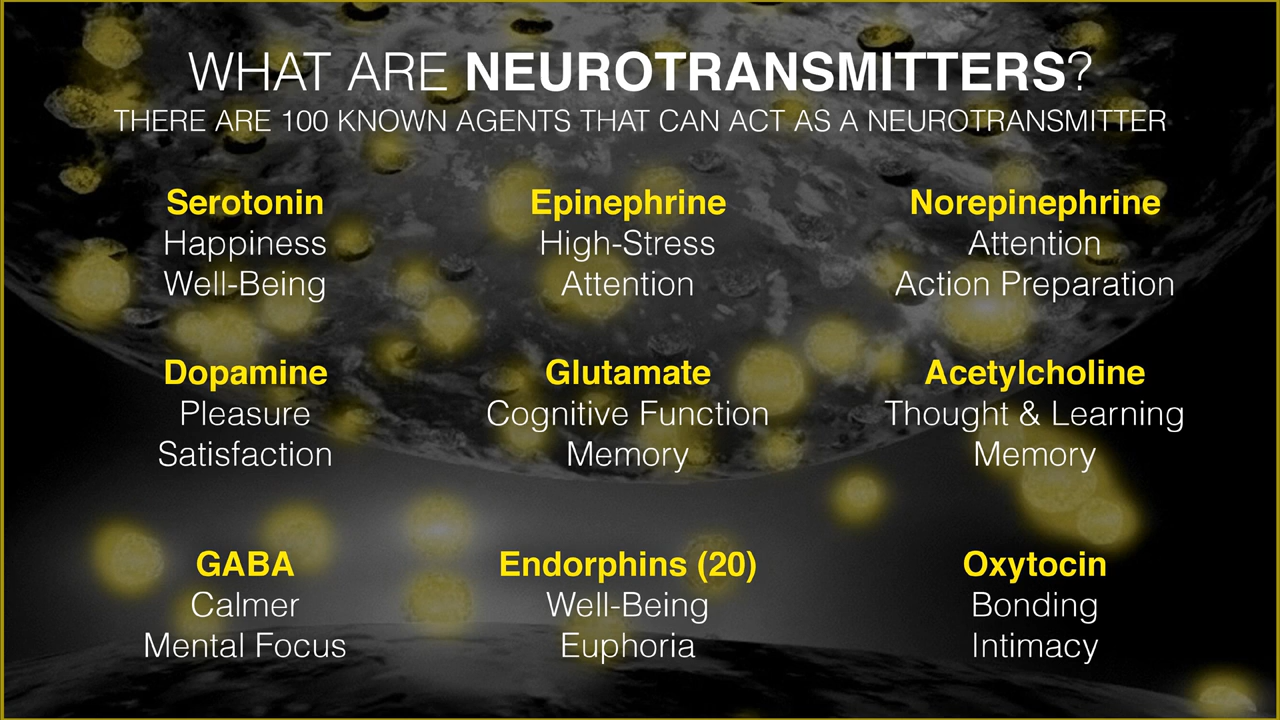 WHAT ARE NEUROTRANSMITTERS?
THERE ARE 100 KNOWN AGENTS THAT CAN ACT AS A NEUROTRANSMITTER
Serotonin
Happiness
Well-Being
Epinephrine
High-Stress
Attention
Norepinephrine
Attention
Action Preparation
Dopamine
Pleasure
Satisfaction
Glutamate
Cognitive Function
Memory
Acetylcholine
Thought & Learning
Memory
GABA
Calmer
Mental Focus
Endorphins (20)
Well-Being
Euphoria
Oxytocin
Bonding
Intimacy